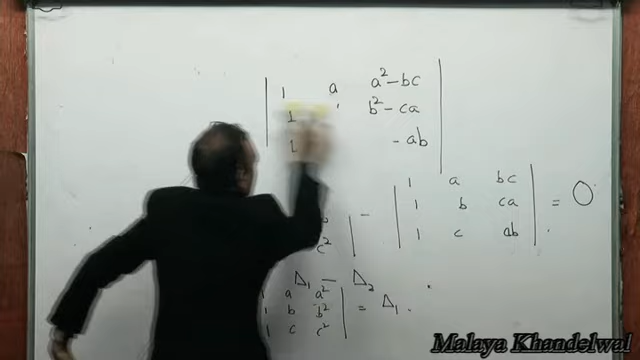 1 a a² - bc
1 b² - ca
1 - ab
1 a bc
- 1 b ca = 0
c² 1 c ab
Δ₁ - Δ₂
a a²
1 b b² = Δ₁.
1 c c²
Malaya Khandelwal